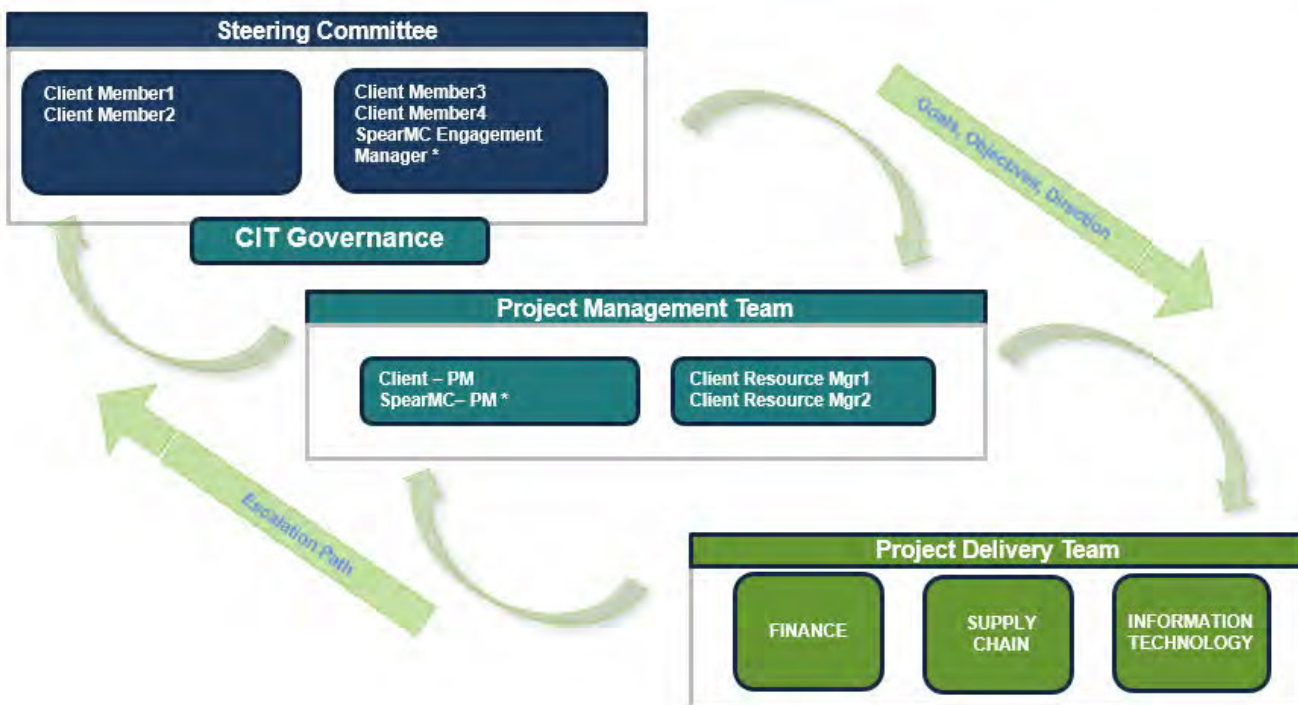 Steering Committee
Client Member1
Client Member2
Client Member3
Client Member4
SpearMC Engagement
Manager *
Goals, Objectives, Direction
CIT Governance
Project Management Team
Client – PM
SpearMC– PM *
Client Resource Mgr1
Client Resource Mgr2
Escalation Path
Project Delivery Team
FINANCE
SUPPLY
CHAIN
INFORMATION
TECHNOLOGY